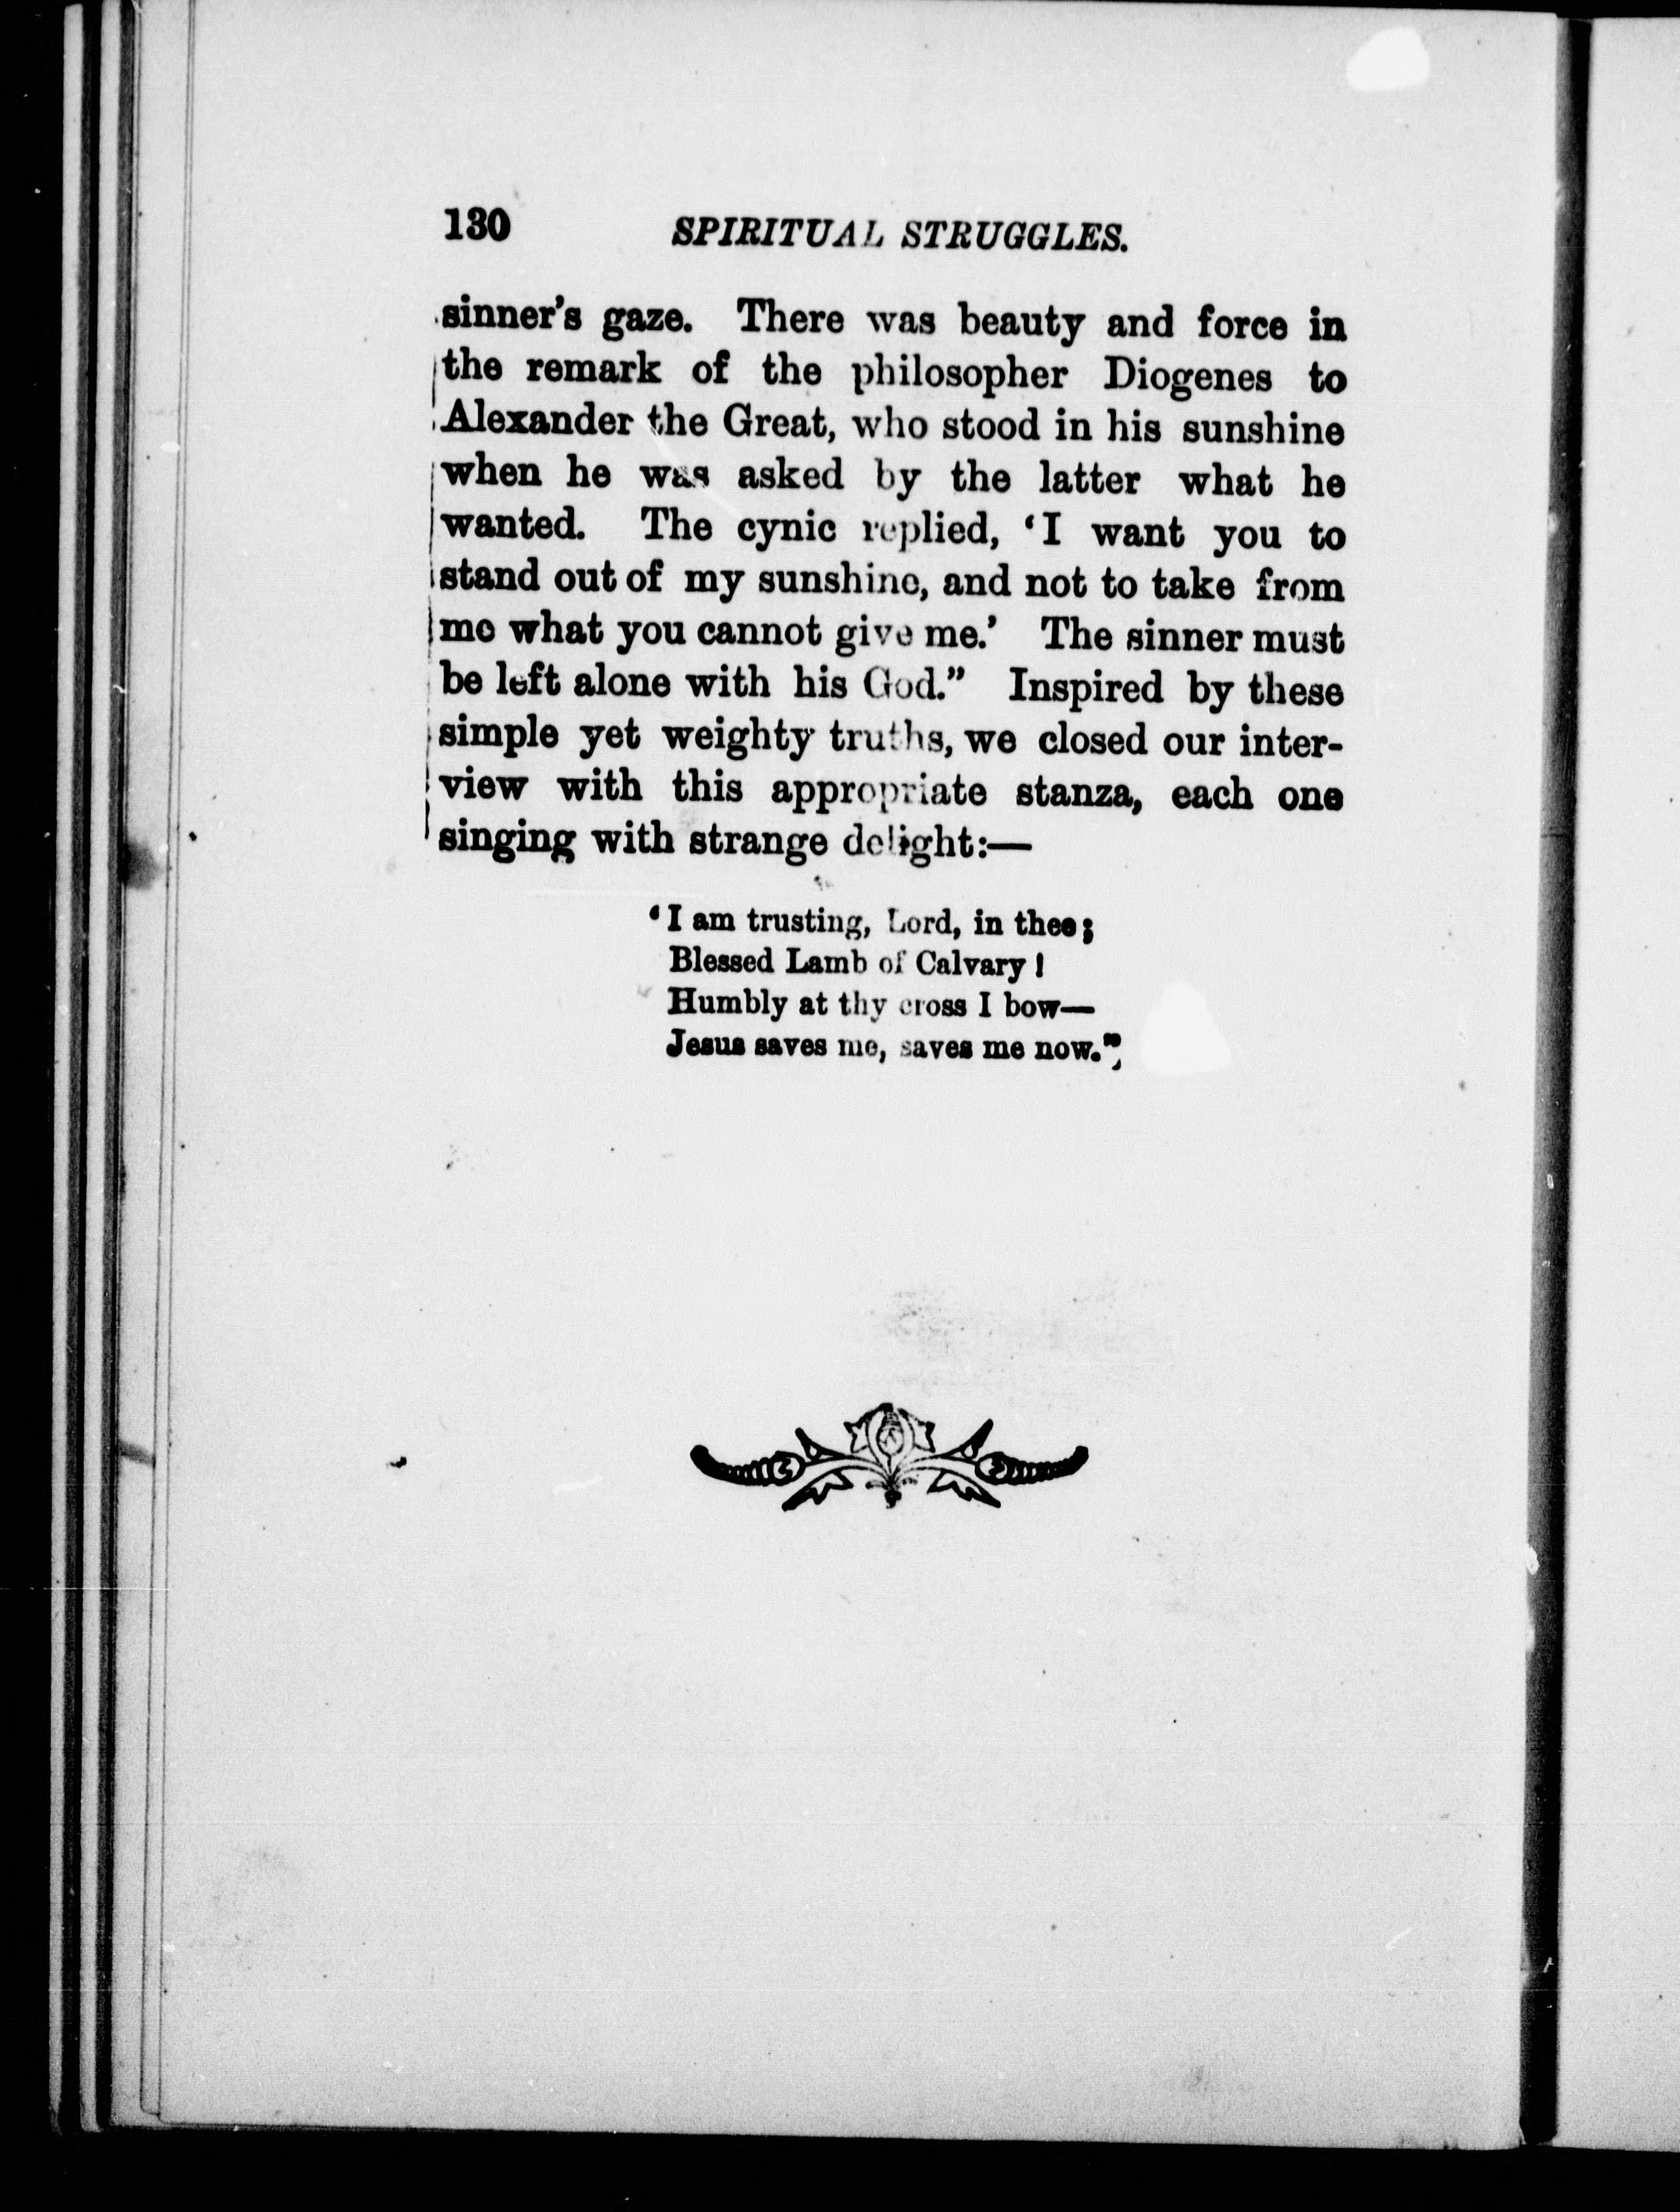 130 SPIRITUAL STRUGGLES.
sinner's gaze. There was beauty and force in
the remark of the philosopher Diogenes to
Alexander the Great, who stood in his sunshine
when he was asked by the latter what he
wanted. The cynic replied, 'I want you to
stand out of my sunshine, and not to take from
me what you cannot give me.' The sinner must
be left alone with his God." Inspired by these
simple yet weighty truths, we closed our inter-
view with this appropriate stanza, each one
singing with strange delight:—
'I am trusting, Lord, in thee;
Blessed Lamb of Calvary!
Humbly at thy cross I bow—
Jesus saves me, saves me now."